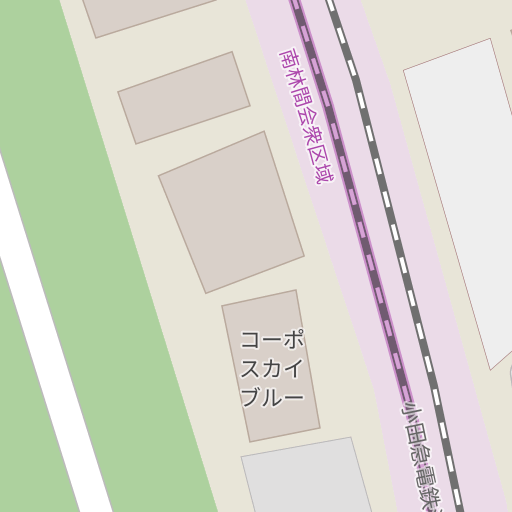 南林間会衆区域
コーポ
スカイ
ブルー
小田急電鉄